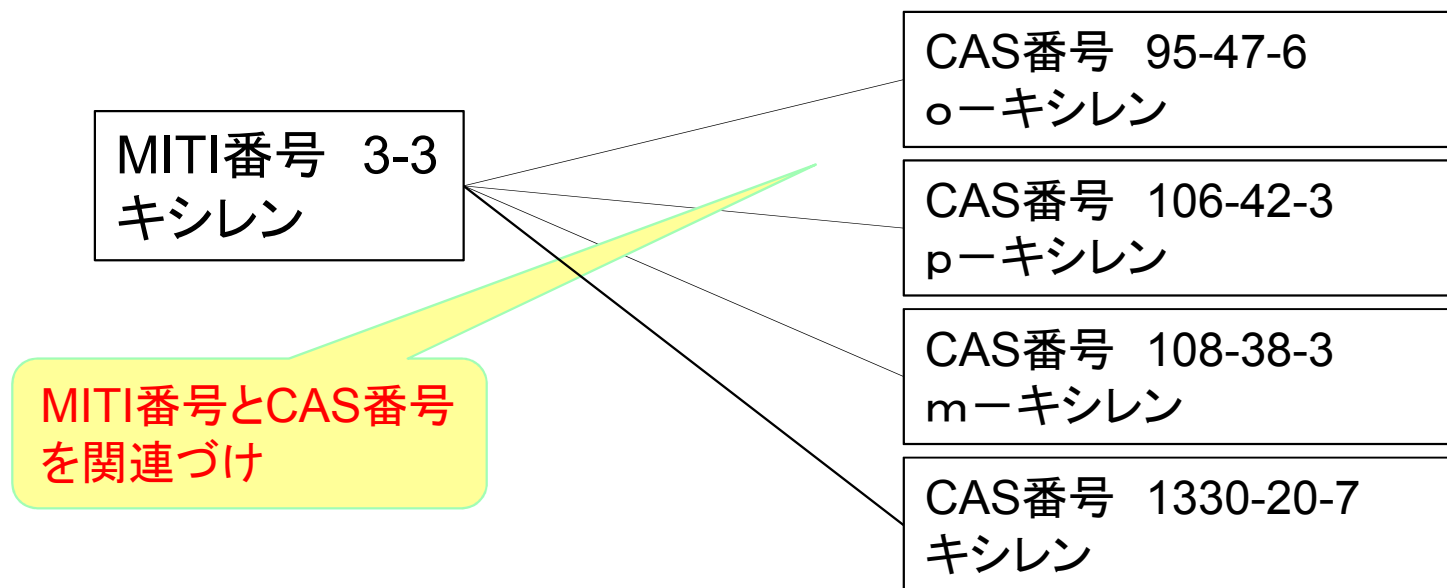 MITI番号　3-3
キシレン
MITI番号とCAS番号
を関連づけ
CAS番号　95-47-6
ｏーキシレン
CAS番号　106-42-3
ｐーキシレン
CAS番号　108-38-3
ｍーキシレン
CAS番号　1330-20-7
キシレン